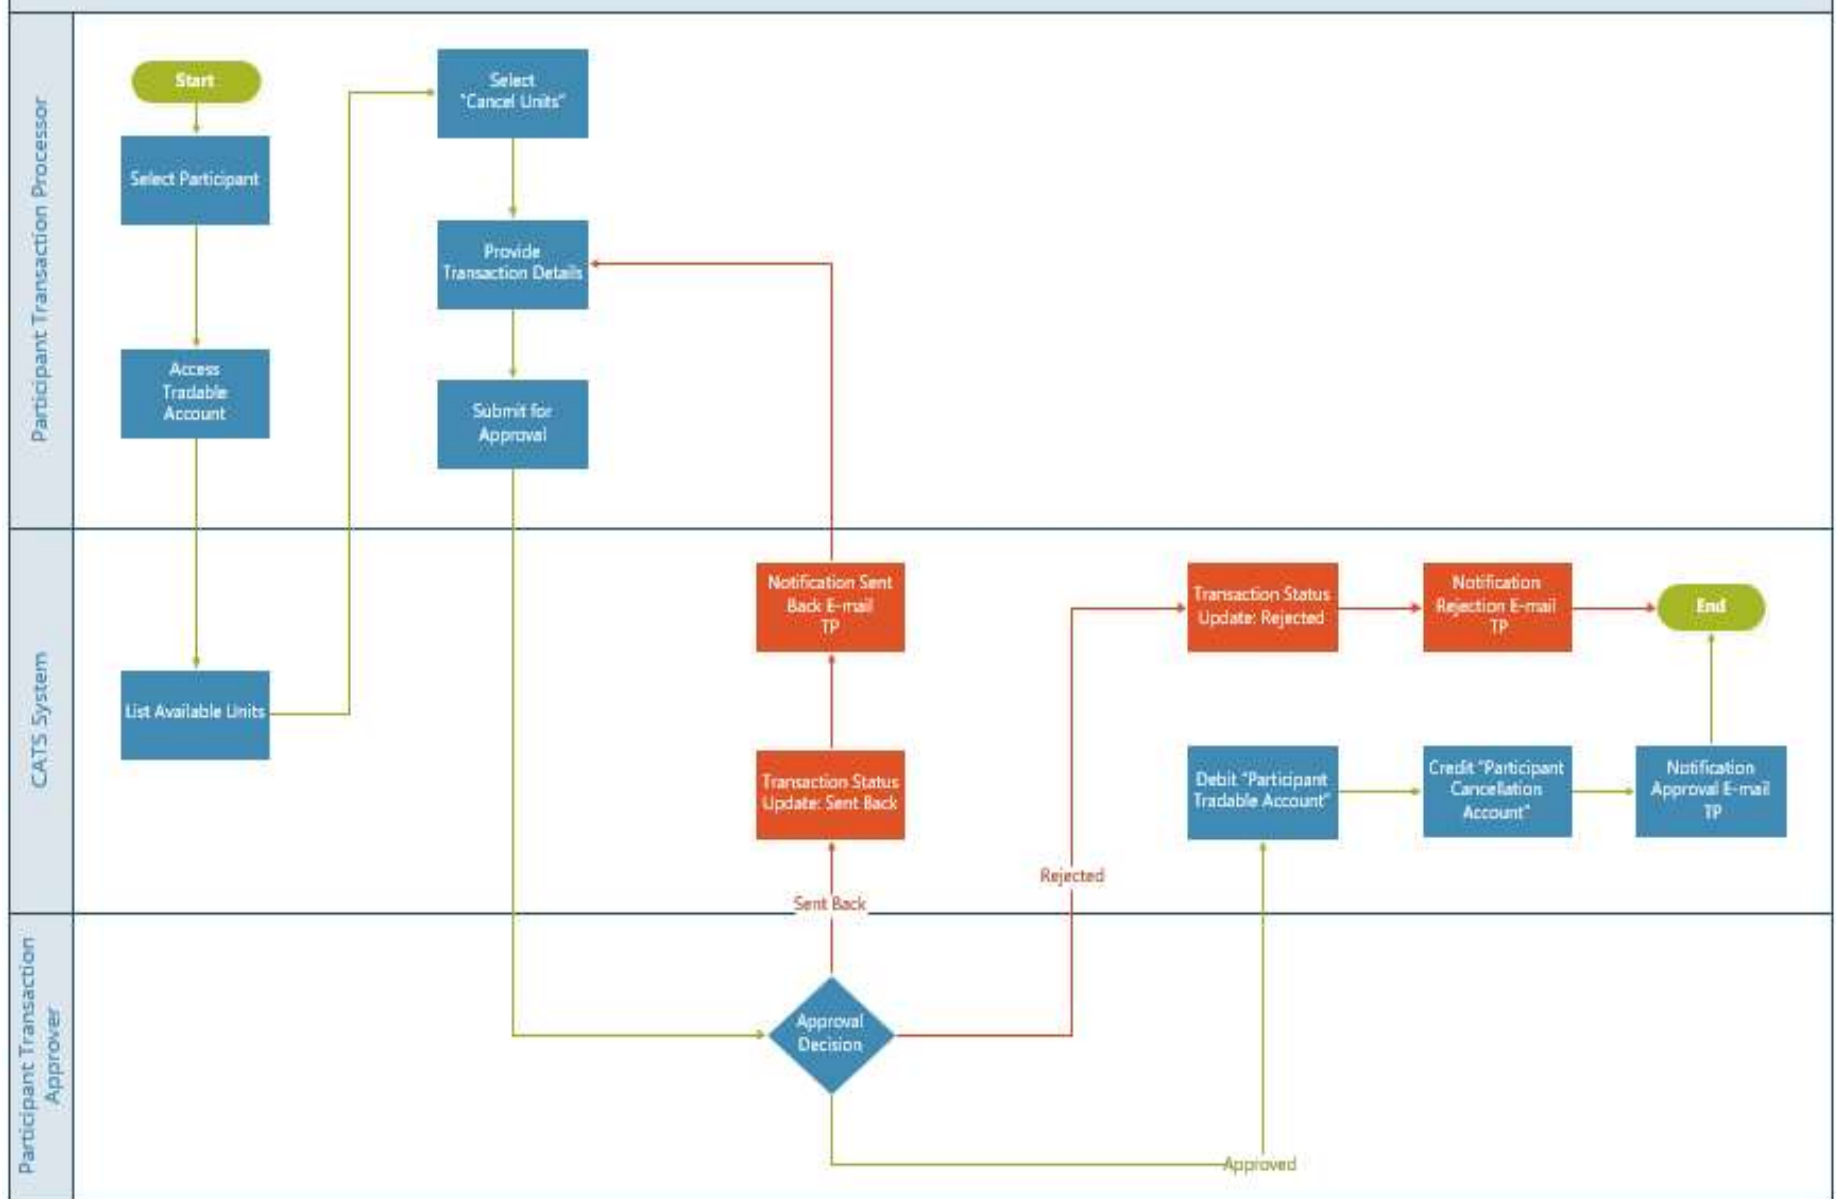 Participant Transaction Processor
Start
Select Participant
Access
Tradable
Account
Select
"Cancel Units"
Provide
Transaction Details
Submit for
Approval
CATS System
List Available Units
Notification Sent
Back E-mail
TP
Transaction Status
Update: Sent Back
Sent Back
Rejected
Transaction Status
Update: Rejected
Notification
Rejection E-mail
TP
End
Debit "Participant
Tradable Account"
Credit "Participant
Cancellation
Account"
Notification
Approval E-mail
TP
Participant Transaction
Approver
Approval
Decision
Approved